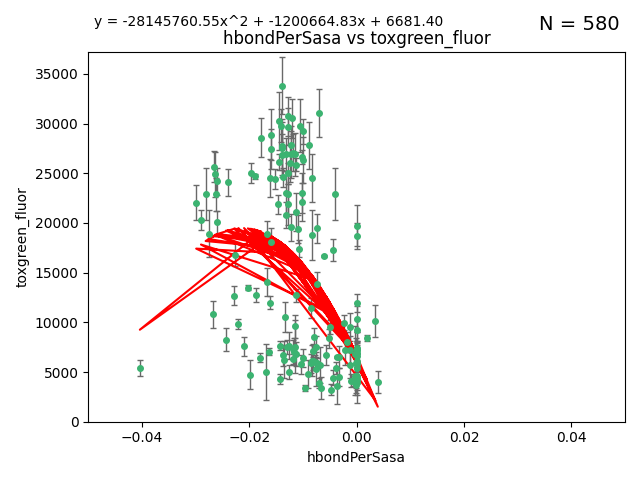 y = -28145760.55x^2 + -1200664.83x + 6681.40
N = 580
hbondPerSasa vs toxgreen_fluor
35000
30000
25000
20000
15000
10000
5000
0
toxgreen_fluor
−0.04
−0.02
0.00
0.02
0.04
hbondPerSasa